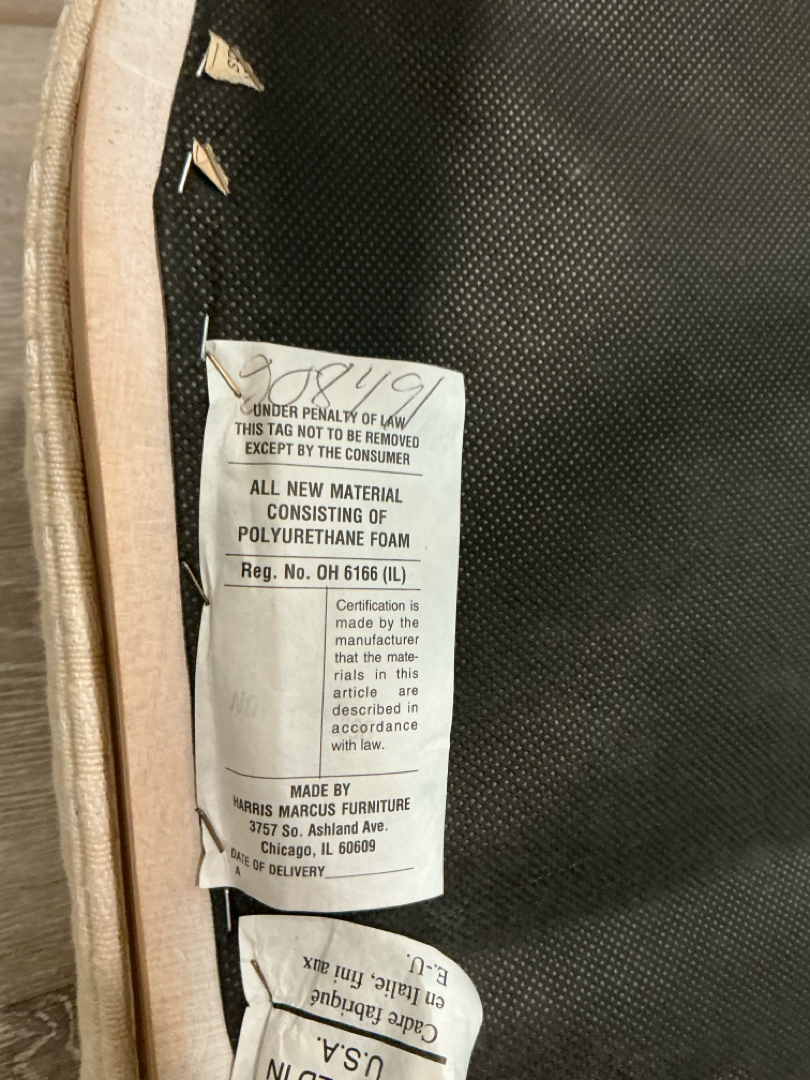 208491
UNDER PENALTY OF LAW
THIS TAG NOT TO BE REMOVED
EXCEPT BY THE CONSUMER
ALL NEW MATERIAL
CONSISTING OF
POLYURETHANE FOAM
Reg. No. OH 6166 (IL)
Certification is
made by the
manufacturer
that the mate-
rials in this
article are
described in
accordance
with law.
MADE BY
HARRIS MARCUS FURNITURE
3757 So. Ashland Ave.
Chicago, IL 60609
DATE OF DELIVERY
A
U.S.A.
Cadre fabriqué
en Italie, fini aux
E.-U.